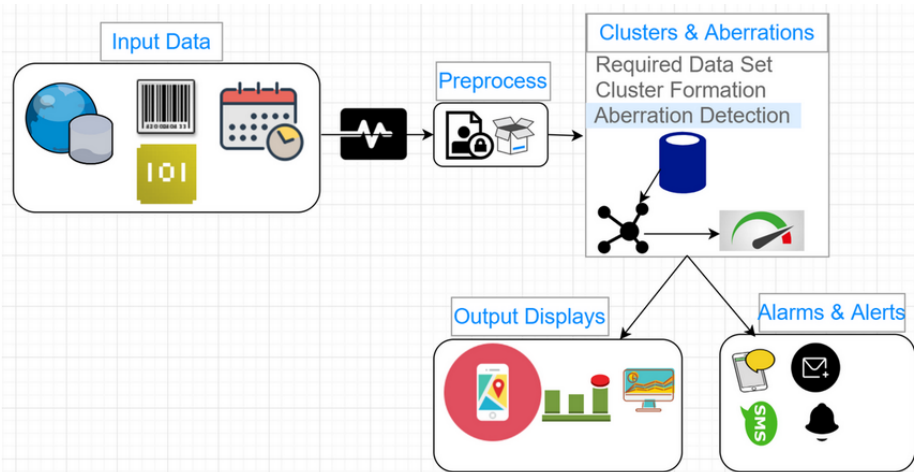 Input Data
Clusters & Aberrations
Preprocess
Required Data Set
Cluster Formation
Aberration Detection
101
Output Displays
Alarms & Alerts
SMS